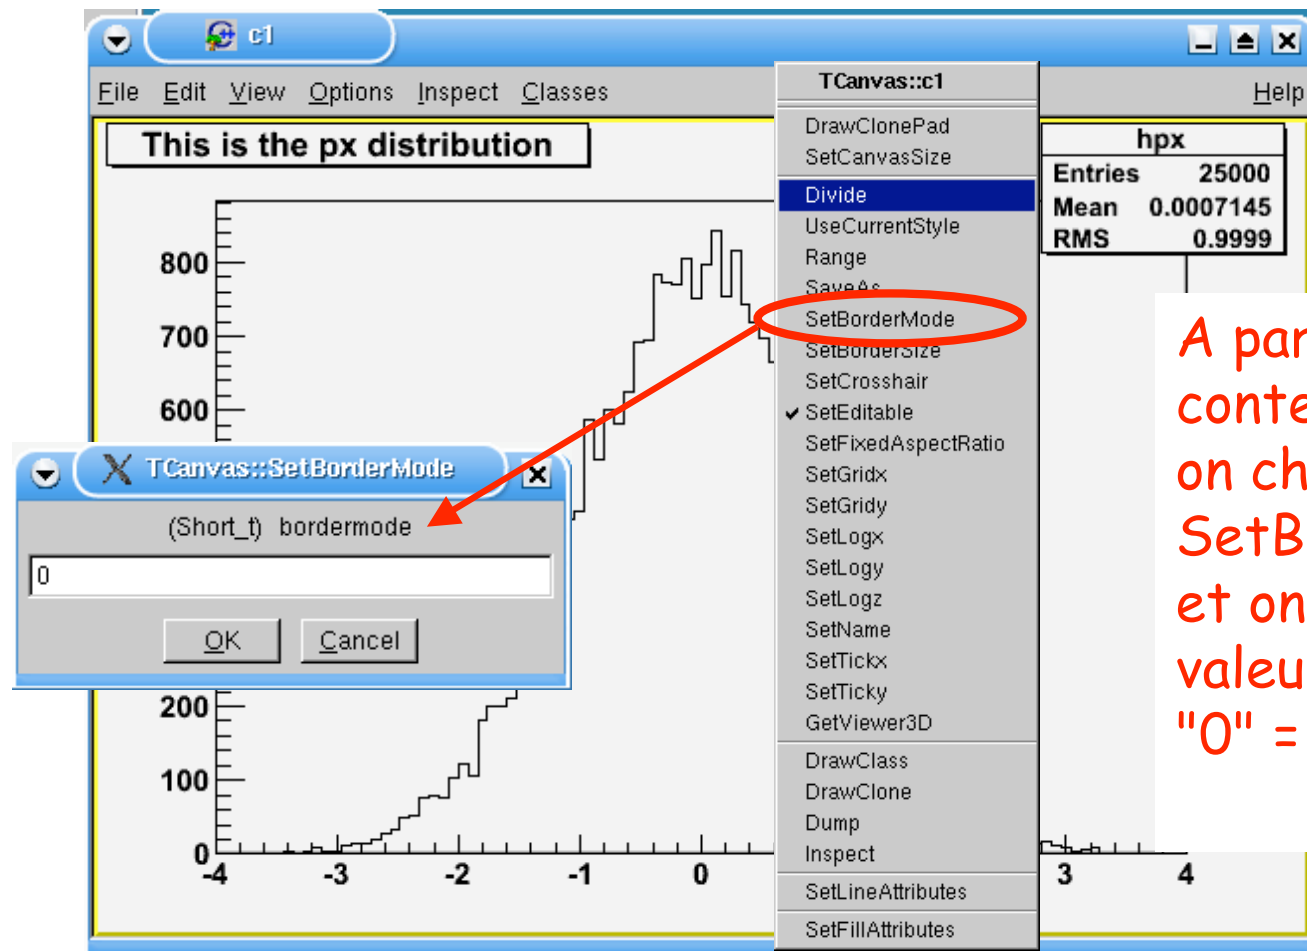 c1
File Edit View Options Inspect Classes Help
This is the px distribution
hpx
Entries 25000
Mean 0.0007145
RMS 0.9999
800
700
600
200
100
0
-4 -3 -2 -1 0 3 4
TCanvas::c1
DrawClonePad
SetCanvasSize
Divide
UseCurrentStyle
Range
SaveAs
SetBorderMode
SetBorderSize
SetCrosshair
SetEditable
SetFixedAspectRatio
SetGridx
SetGridy
SetLogx
SetLogy
SetLogz
SetName
SetTickx
SetTicky
GetViewer3D
DrawClass
DrawClone
Dump
Inspect
SetLineAttributes
SetFillAttributes
TCanvas::SetBorderMode
(Short_t) bordermode
0
OK Cancel
A par
conte
on ch
SetB
et on
valeu
"0" =